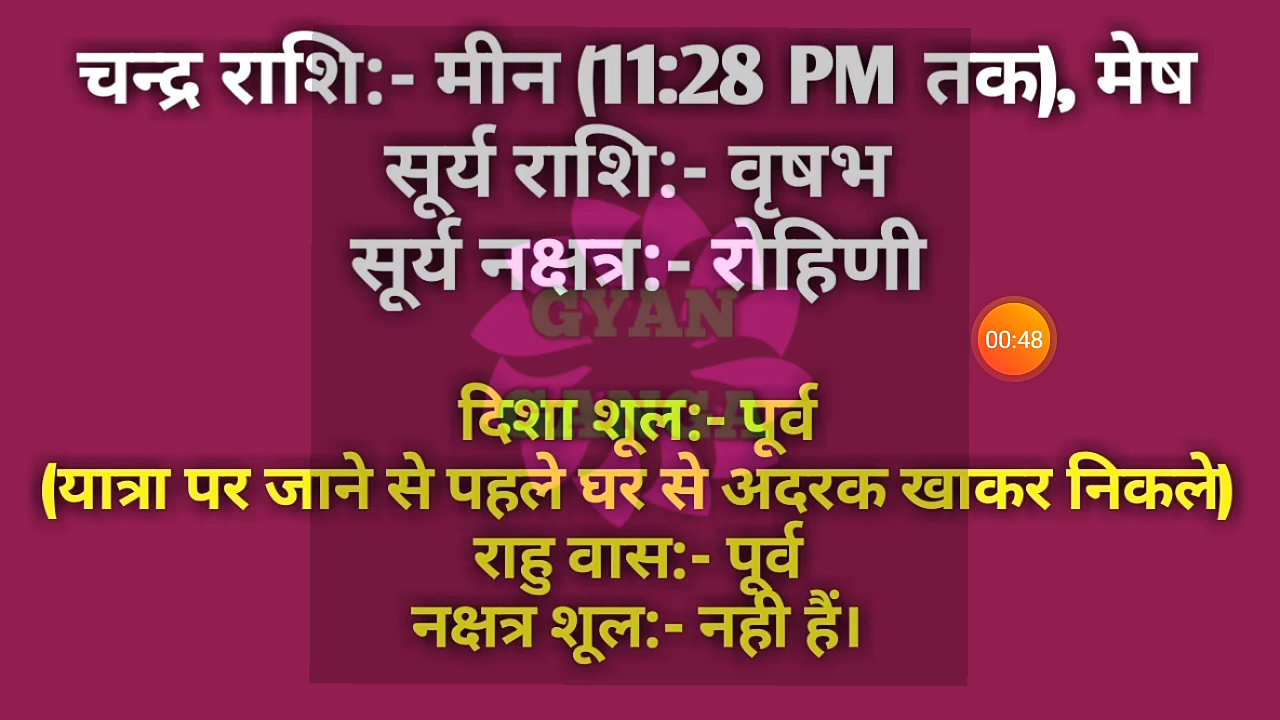 चन्द्र राशि:- मीन (11:28 PM तक), मेष
सूर्य राशि:- वृषभ
सूर्य नक्षत्र:- रोहिणी
GYAN
00:48
GANGA
दिशा शूल:- पूर्व
(यात्रा पर जाने से पहले घर से अदरक खाकर निकले)
राहु वास:- पूर्व
नक्षत्र शूल:- नही हैं।